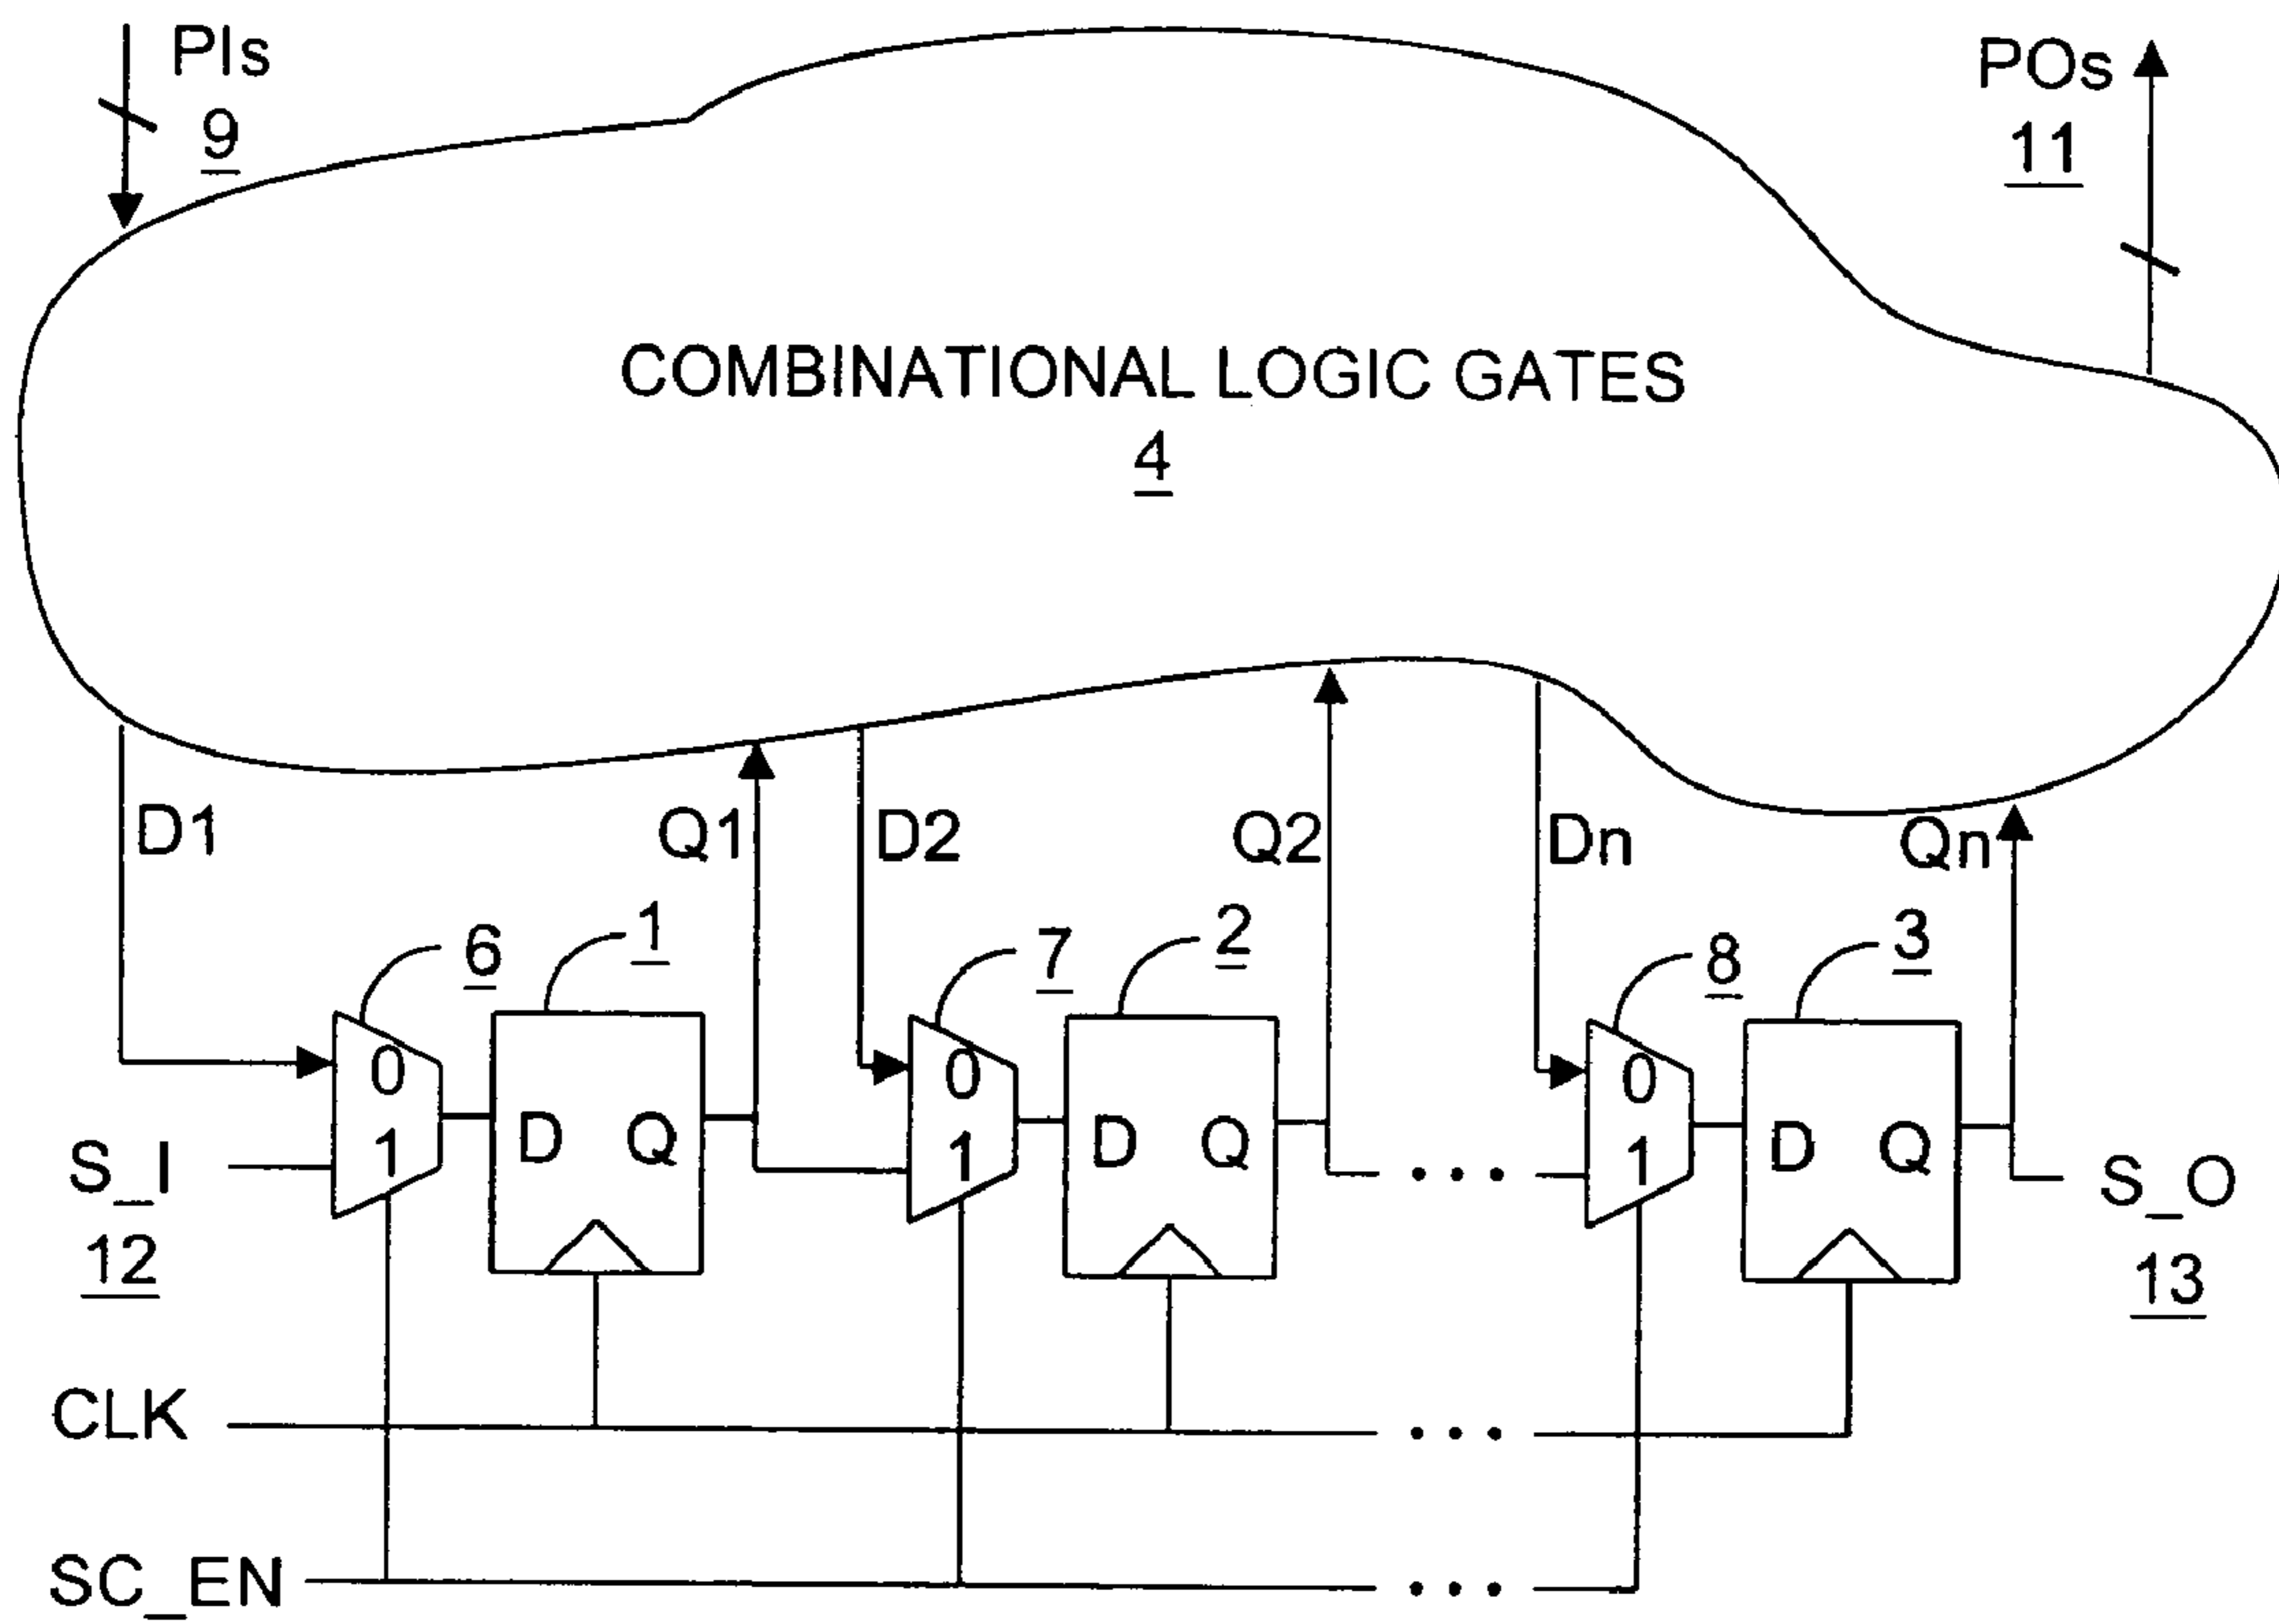 PIs
9
POs
11
COMBINATIONAL LOGIC GATES
4
D1
Q1
D2
Q2
Dn
Qn
6
1
7
2
8
3
0
1
D Q
0
1
D Q
0
1
D Q
S_I
12
S_O
13
CLK
SC_EN